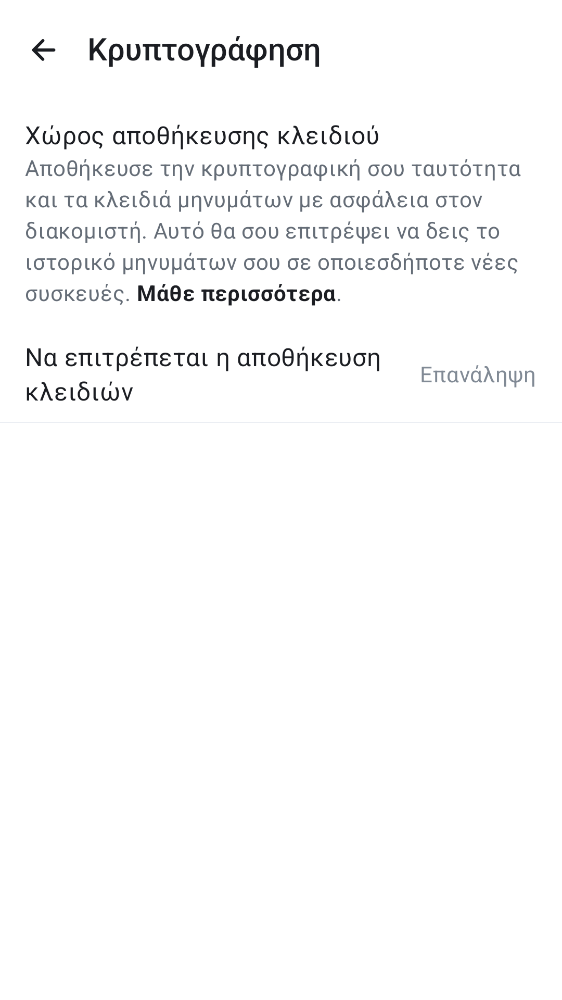 Κρυπτογράφηση
Χώρος αποθήκευσης κλειδιού
Αποθήκευσε την κρυπτογραφική σου ταυτότητα
και τα κλειδιά μηνυμάτων με ασφάλεια στον
διακομιστή. Αυτό θα σου επιτρέψει να δεις το
ιστορικό μηνυμάτων σου σε οποιεσδήποτε νέες
συσκευές. Μάθε περισσότερα.
Να επιτρέπεται η αποθήκευση
κλειδιών
Επανάληψη